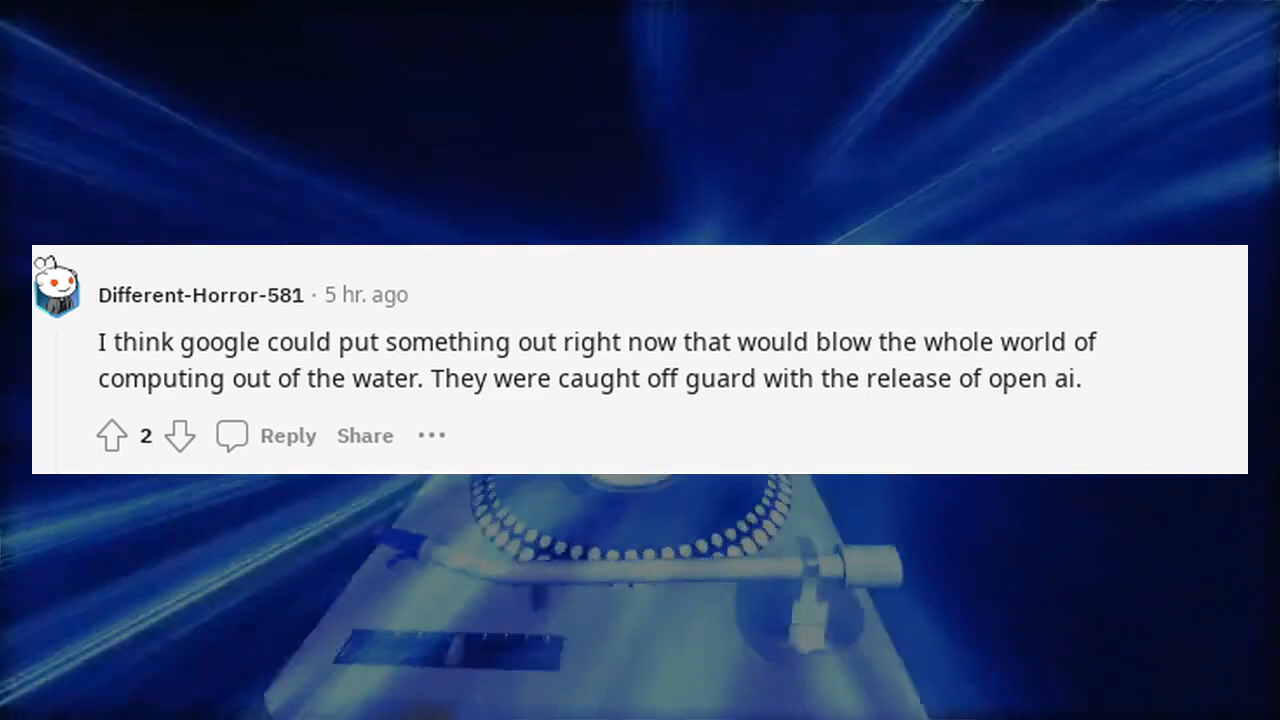 Different-Horror-581 · 5 hr. ago
I think google could put something out right now that would blow the whole world of
computing out of the water. They were caught off guard with the release of open ai.
2 Reply Share •••